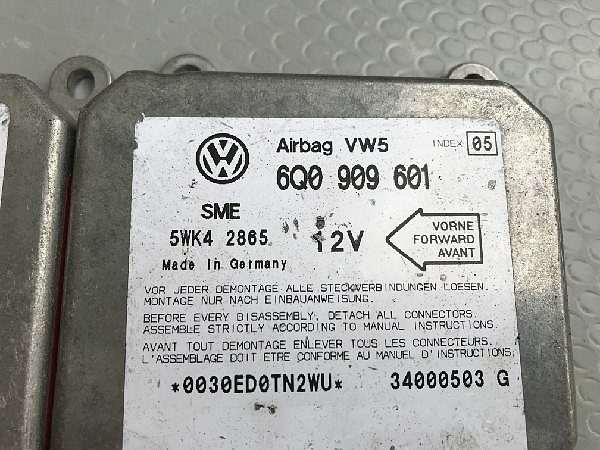 Airbag VW5 INDEX 05
6Q0 909 601
SME
5WK4 2865 12V
Made in Germany
VORNE
FORWARD
AVANT
VOR JEDER DEMONTAGE ALLE STECKVERBINDUNGEN LOESEN.
MONTAGE NUR NACH EINBAUANWEISUNG.
BEFORE EVERY DISASSEMBLY, DETACH ALL CONNECTORS.
ASSEMBLE STRICTLY ACCORDING TO MANUAL INSTRUCTIONS.
AVANT TOUT DEMONTAGE ENLEVER TOUS LES CONNECTEURS.
L'ASSEMBLAGE DOIT ETRE CONFORME AU MANUEL D'INSTRUCTIONS.
*0030ED0TN2WU* 34000503 G